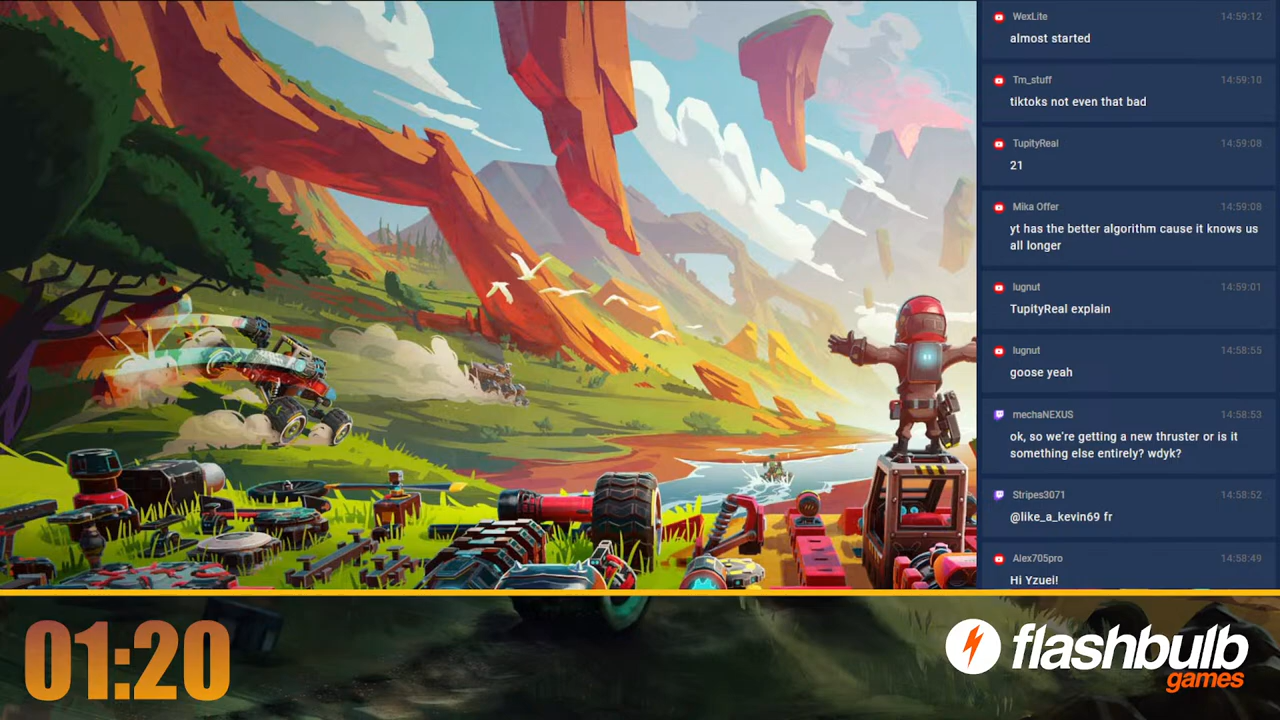 WexLite 14:59:12
almost started
Tm_stuff 14:59:10
tiktoks not even that bad
TupityReal 14:59:08
21
Mika Offer 14:59:08
yt has the better algorithm cause it knows us
all longer
lugnut 14:59:01
TupityReal explain
lugnut 14:58:55
goose yeah
mechaNEXUS 14:58:53
ok, so we're getting a new thruster or is it
something else entirely? wdyk?
Stripes3071 14:58:52
@like_a_kevin69 fr
Alex705pro 14:58:49
Hi Yzuei!
01:20
flashbulb
games